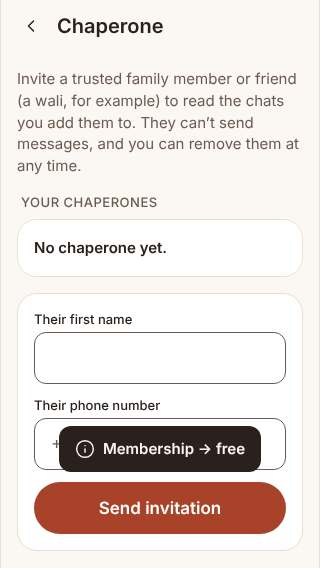 Chaperone
Invite a trusted family member or friend
(a wali, for example) to read the chats
you add them to. They can’t send
messages, and you can remove them at
any time.
YOUR CHAPERONES
No chaperone yet.
Their first name
Their phone number
Membership → free
Send invitation